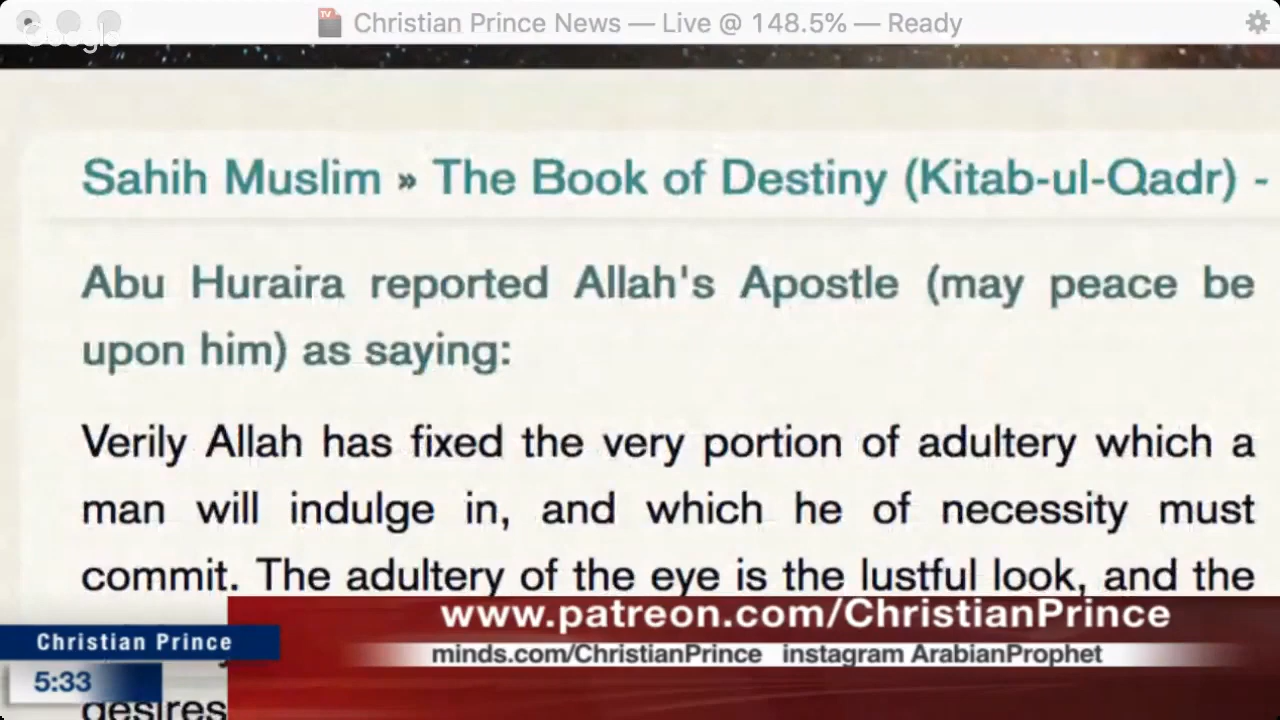 Christian Prince News — Live @ 148.5% — Ready
Google
Sahih Muslim » The Book of Destiny (Kitab-ul-Qadr) -
Abu Huraira reported Allah's Apostle (may peace be
upon him) as saying:
Verily Allah has fixed the very portion of adultery which a
man will indulge in, and which he of necessity must
commit. The adultery of the eye is the lustful look, and the
www.patreon.com/ChristianPrince
Christian Prince
minds.com/ChristianPrince instagram ArabianProphet
5:33
desires